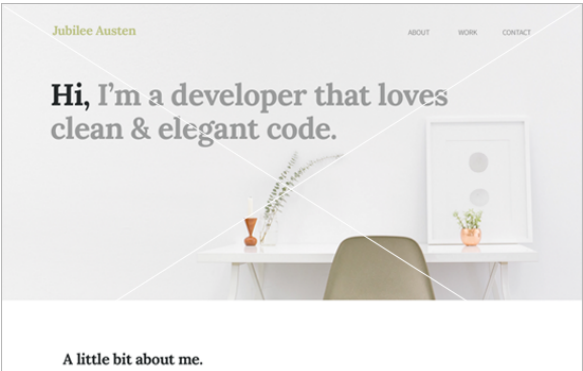 Jubilee Austen
ABOUT WORK CONTACT
Hi, I'm a developer that loves
clean & elegant code.
A little bit about me.